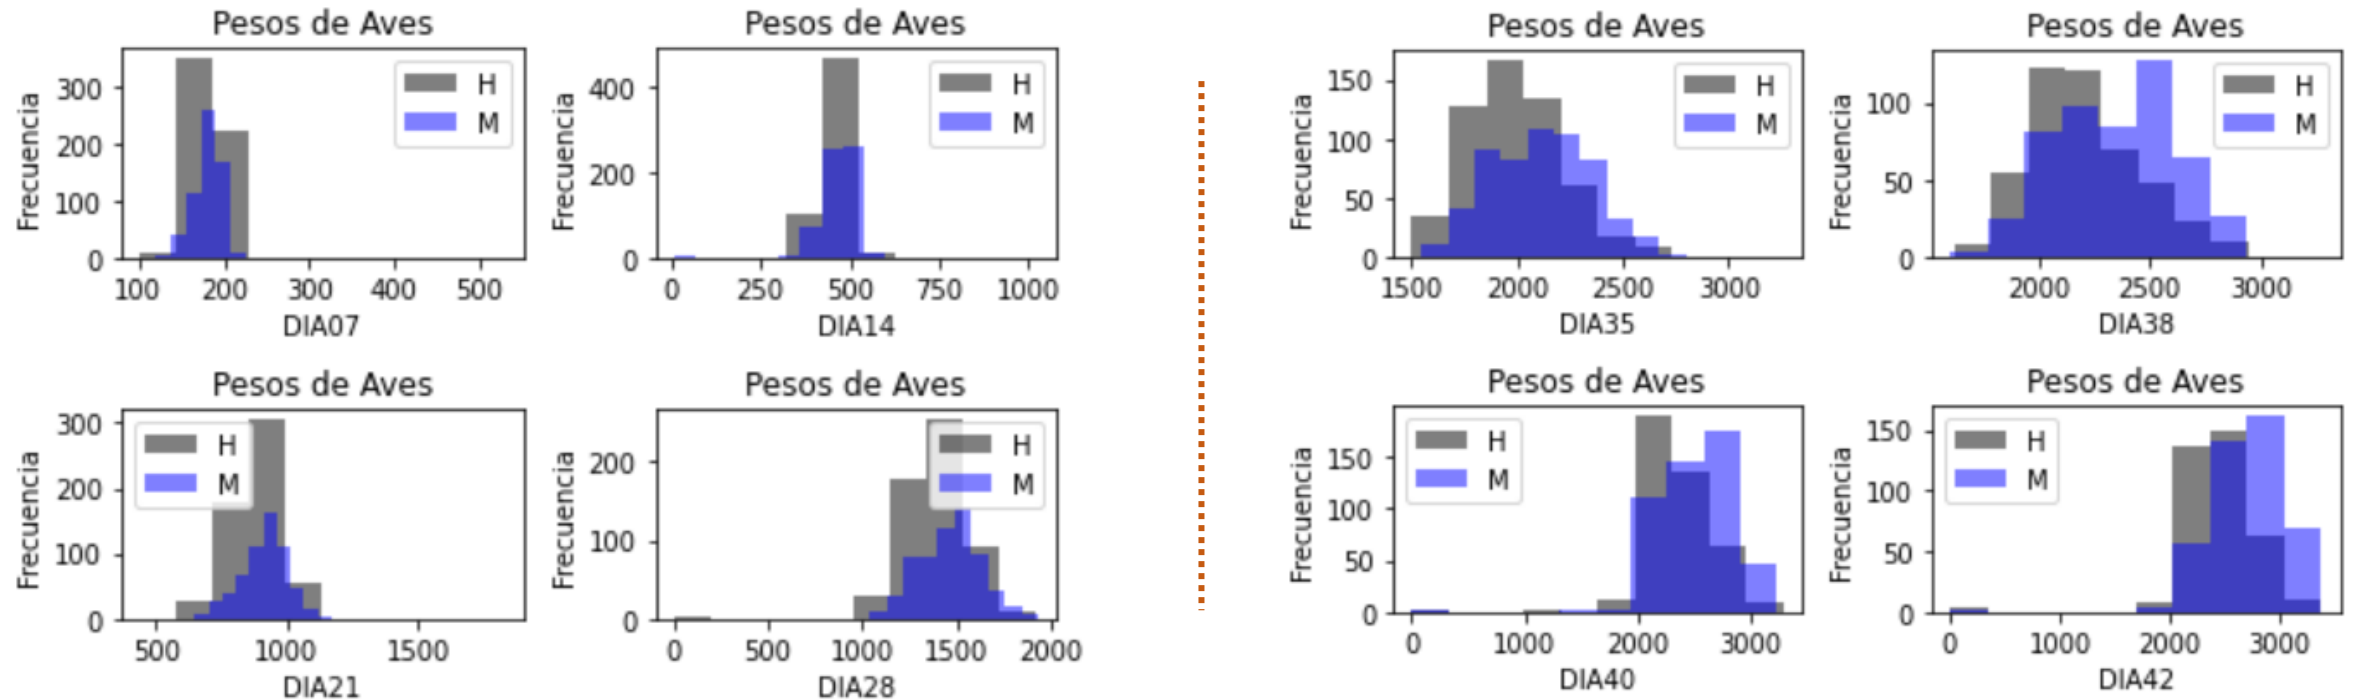 Pesos de Aves
Frecuencia
300
200
100
0
H
M
100 200 300 400 500
DIA07
Pesos de Aves
Frecuencia
400
200
0
H
M
0 250 500 750 1000
DIA14
Pesos de Aves
Frecuencia
150
100
50
0
H
M
1500 2000 2500 3000
DIA35
Pesos de Aves
Frecuencia
100
50
0
H
M
2000 2500 3000
DIA38
Pesos de Aves
Frecuencia
300
200
100
0
H
M
500 1000 1500
DIA21
Pesos de Aves
Frecuencia
200
100
0
H
M
0 500 1000 1500 2000
DIA28
Pesos de Aves
Frecuencia
150
100
50
0
H
M
0 1000 2000 3000
DIA40
Pesos de Aves
Frecuencia
150
100
50
0
H
M
0 1000 2000 3000
DIA42